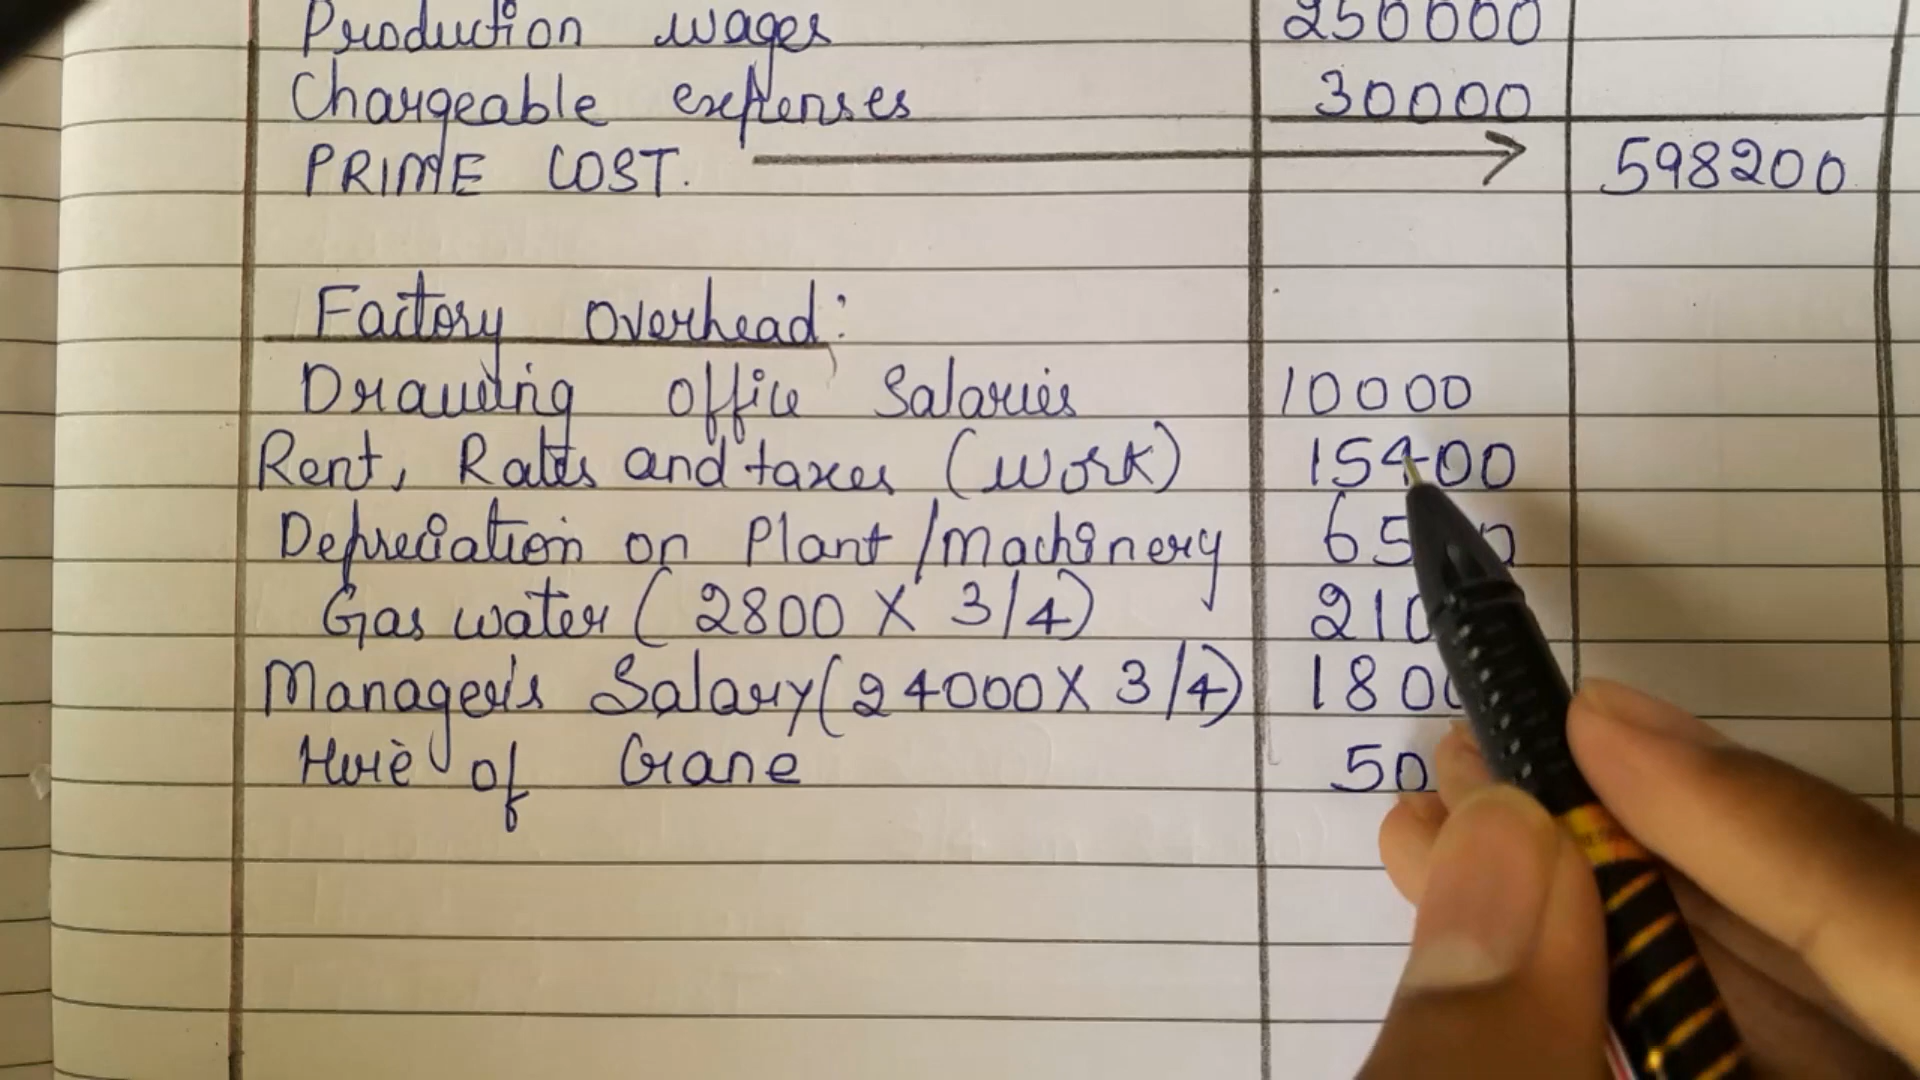 Production wages 250000
Chargeable expenses 30000
PRIME COST. 598200
Factory Overhead:
Drawing office Salaries 10000
Rent, Rates and taxes (work) 15400
Depreciation on Plant/Machinery
Gas water (2800 X 3/4)
Manager's Salary (24000X 3/4)
Hire of Crane